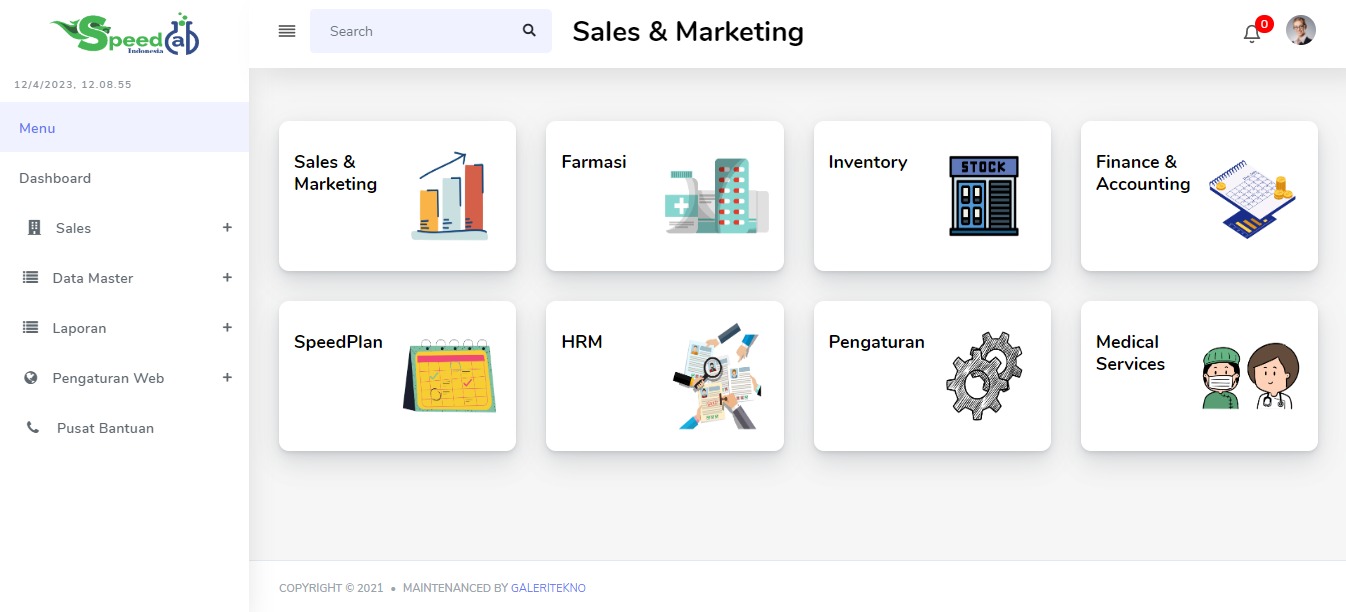 SpeedLab
Indonesia
12/4/2023, 12.08.55
Menu
Dashboard
Sales +
Data Master +
Laporan +
Pengaturan Web +
Pusat Bantuan
Search
Sales & Marketing
0
Sales &
Marketing
Farmasi
Inventory
STOCK
Finance &
Accounting
SpeedPlan
HRM
Pengaturan
Medical
Services
COPYRIGHT © 2021 • MAINTENANCED BY GALERITEKNO